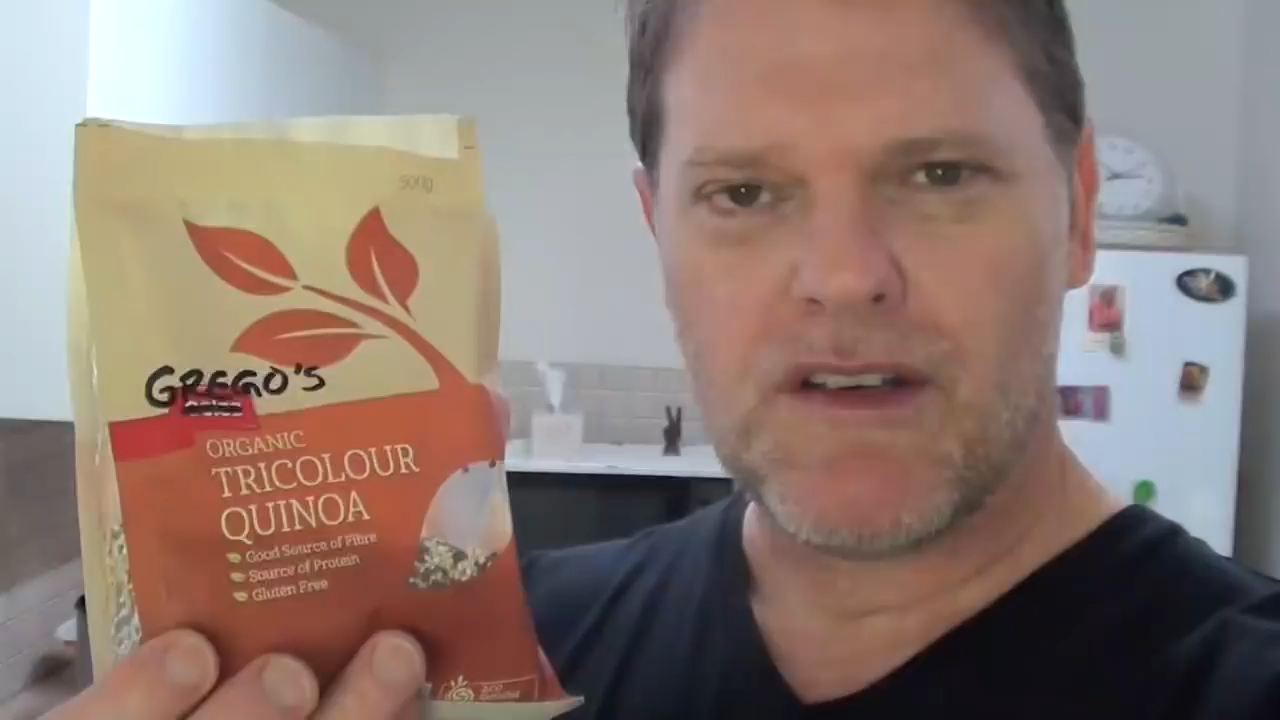 500g
GREGO'S
ORGANIC
TRICOLOUR
QUINOA
Good Source of Fibre
Source of Protein
Gluten Free